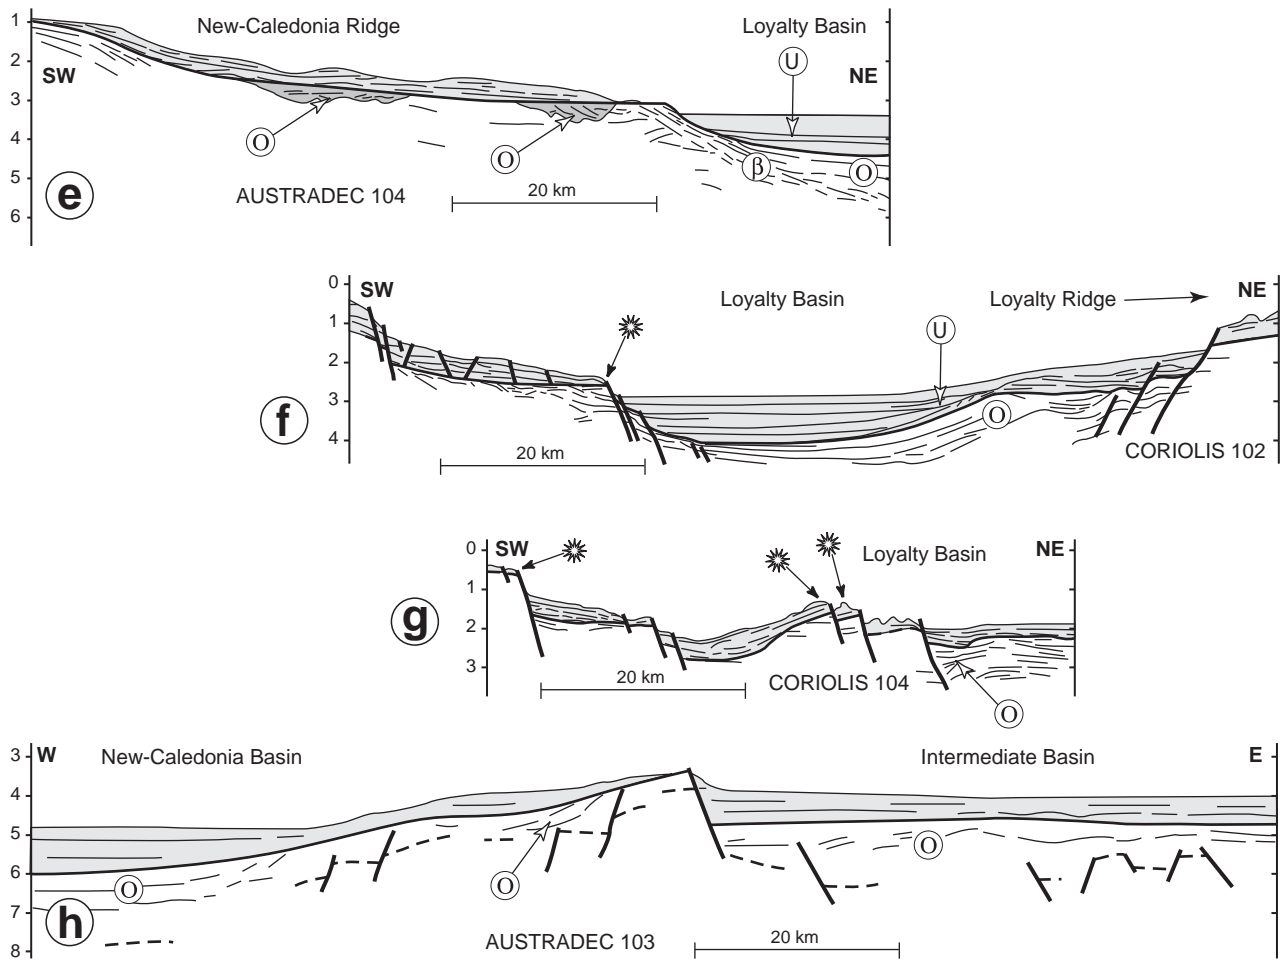 New-Caledonia Ridge
Loyalty Basin
1
2
3
4
5
6
SW
NE
U
O
O
β
O
e
AUSTRADEC 104
20 km
0
1
2
3
4
SW
NE
Loyalty Basin
Loyalty Ridge
U
O
f
20 km
CORIOLIS 102
0
1
2
3
SW
NE
Loyalty Basin
g
20 km
CORIOLIS 104
O
3
4
5
6
7
8
W
E
New-Caledonia Basin
Intermediate Basin
O
O
O
h
AUSTRADEC 103
20 km